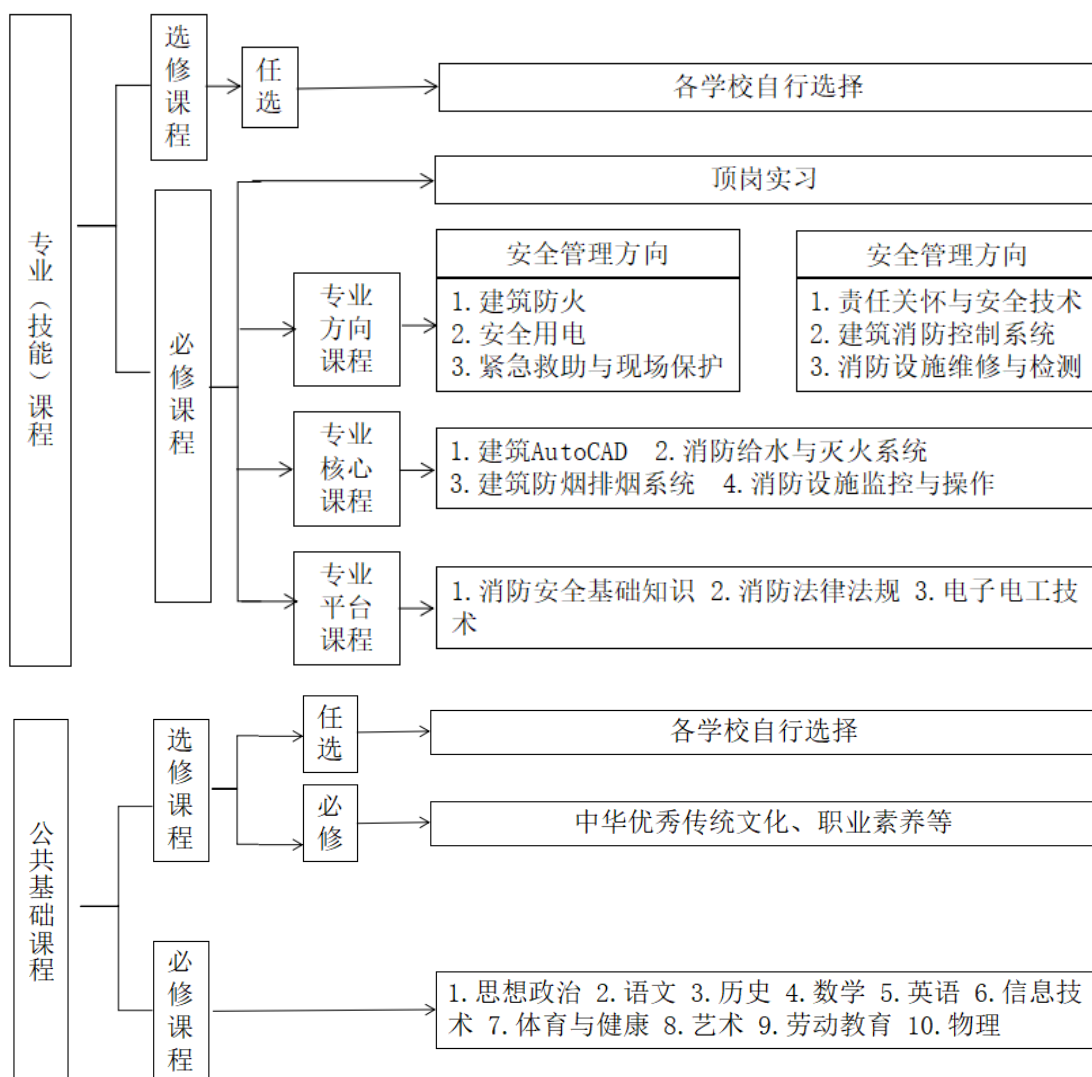 专业（技能）课程
选修课程
任选
各学校自行选择
必修课程
顶岗实习
专业
方向
课程
安全管理方向
1.建筑防火
2.安全用电
3.紧急救助与现场保护
安全管理方向
1.责任关怀与安全技术
2.建筑消防控制系统
3.消防设施维修与检测
专业
核心
课程
1.建筑AutoCAD 2.消防给水与灭火系统
3.建筑防烟排烟系统 4.消防设施监控与操作
专业
平台
课程
1.消防安全基础知识 2.消防法律法规 3.电子电工技
术
公共基础课程
选修课程
任选
各学校自行选择
必修
中华优秀传统文化、职业素养等
必修课程
1.思想政治 2.语文 3.历史 4.数学 5.英语 6.信息技
术 7.体育与健康 8.艺术 9.劳动教育 10.物理